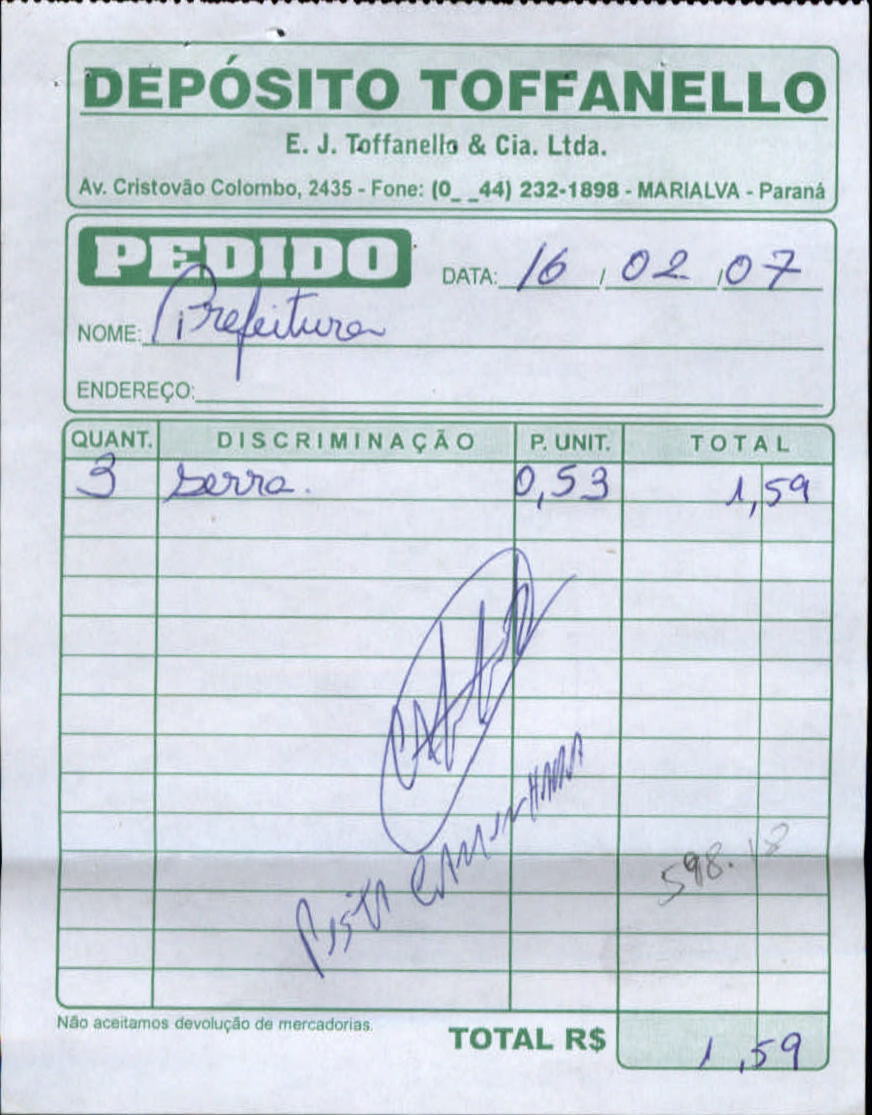 DEPÓSITO TOFFANELLO
E. J. Toffanello & Cia. Ltda.
Av. Cristovão Colombo, 2435 - Fone: (0_ _44) 232-1898 - MARIALVA - Paraná
PEDIDO DATA: 16 / 02 / 07
NOME: Prefeitura
ENDEREÇO:
QUANT. DISCRIMINAÇÃO P. UNIT. TOTAL
3 serra. 0,53 1,59
Pista
598.
Não aceitamos devolução de mercadorias.
TOTAL R$ 1,59